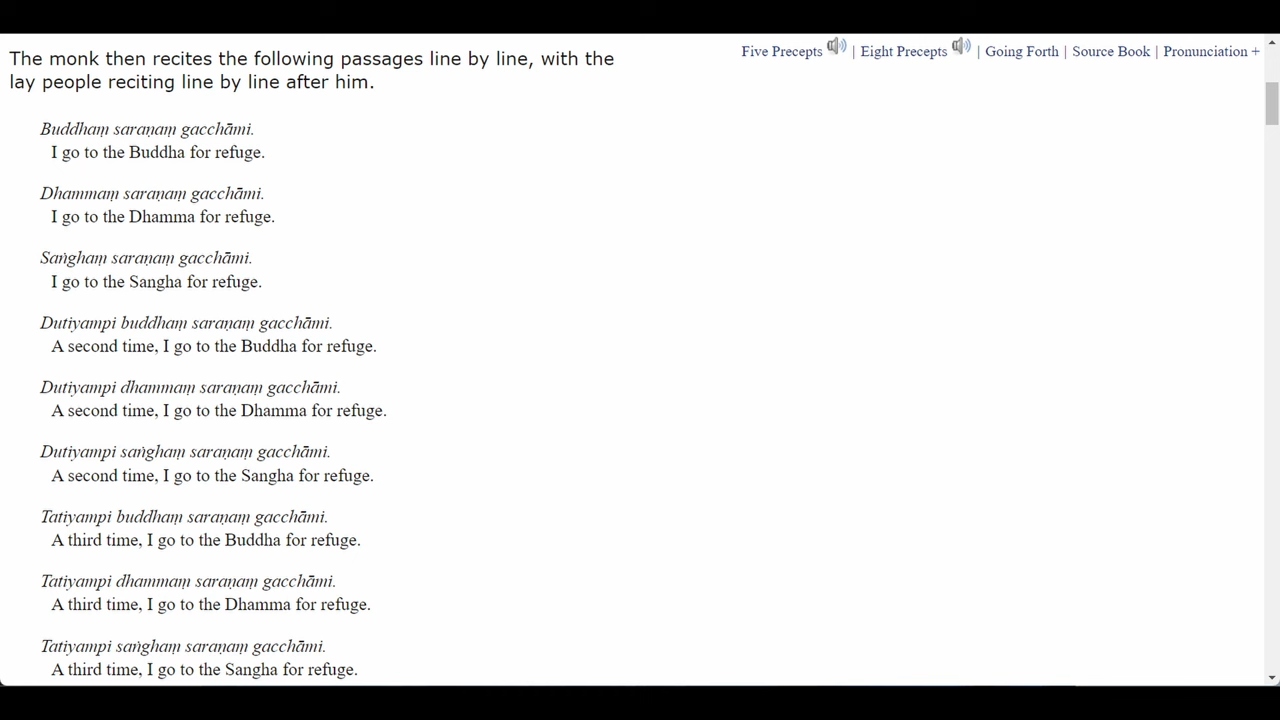 The monk then recites the following passages line by line, with the
lay people reciting line by line after him.
Five Precepts | Eight Precepts | Going Forth | Source Book | Pronunciation +
Buddhaṃ saraṇaṃ gacchāmi.
I go to the Buddha for refuge.
Dhammaṃ saraṇaṃ gacchāmi.
I go to the Dhamma for refuge.
Saṅghaṃ saraṇaṃ gacchāmi.
I go to the Sangha for refuge.
Dutiyampi buddhaṃ saraṇaṃ gacchāmi.
A second time, I go to the Buddha for refuge.
Dutiyampi dhammaṃ saraṇaṃ gacchāmi.
A second time, I go to the Dhamma for refuge.
Dutiyampi saṅghaṃ saraṇaṃ gacchāmi.
A second time, I go to the Sangha for refuge.
Tatiyampi buddhaṃ saraṇaṃ gacchāmi.
A third time, I go to the Buddha for refuge.
Tatiyampi dhammaṃ saraṇaṃ gacchāmi.
A third time, I go to the Dhamma for refuge.
Tatiyampi saṅghaṃ saraṇaṃ gacchāmi.
A third time, I go to the Sangha for refuge.